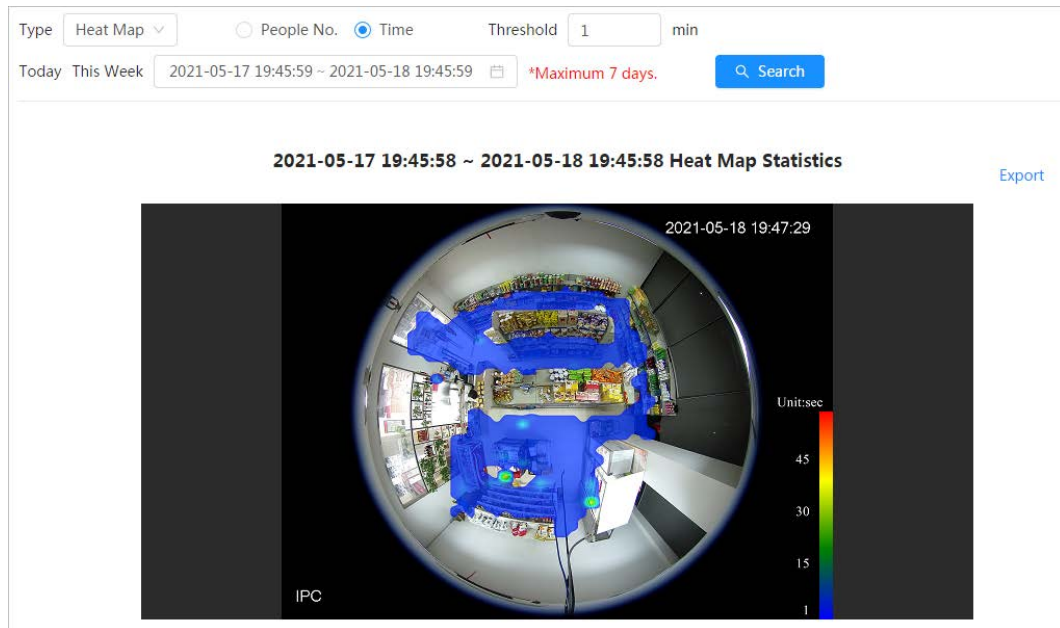 Type Heat Map People No. Time Threshold 1 min
Today This Week 2021-05-17 19:45:59 ~ 2021-05-18 19:45:59 *Maximum 7 days. Search
2021-05-17 19:45:58 ~ 2021-05-18 19:45:58 Heat Map Statistics
Export
2021-05-18 19:47:29
Unit:sec
45
30
15
1
IPC